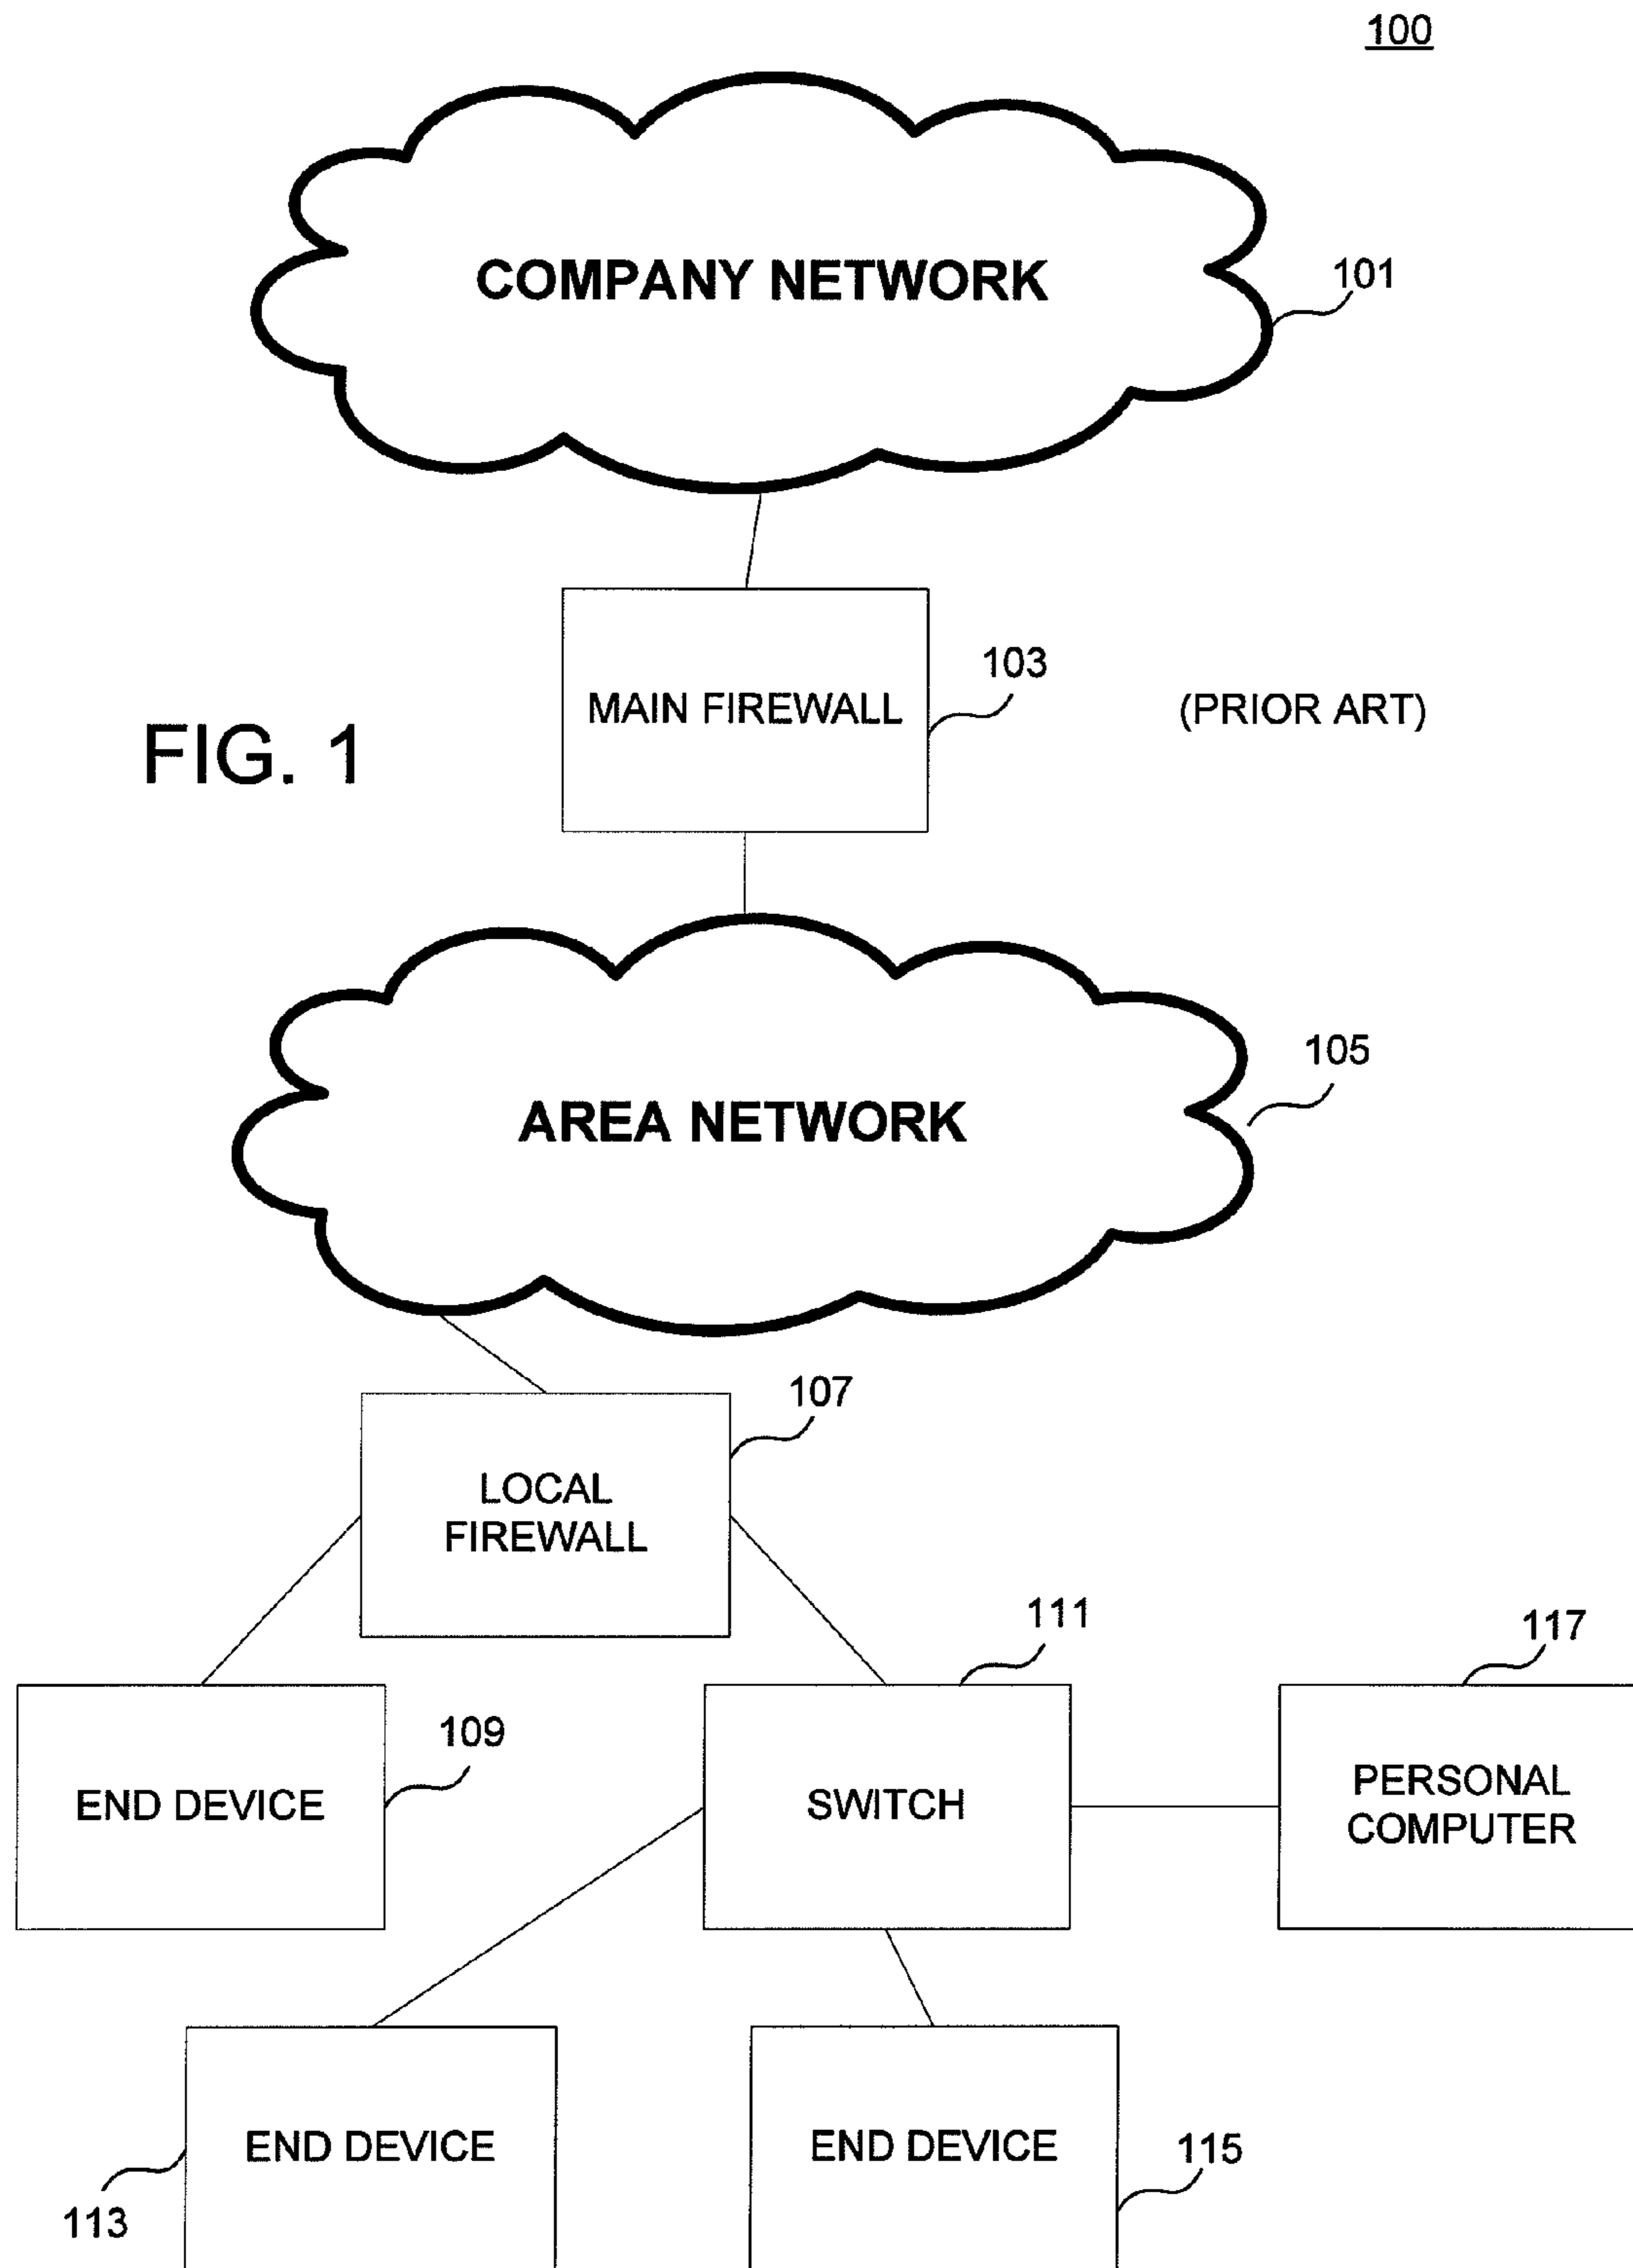 100
COMPANY NETWORK
101
103
MAIN FIREWALL
(PRIOR ART)
FIG. 1
105
AREA NETWORK
107
LOCAL
FIREWALL
111
117
109
END DEVICE
SWITCH
PERSONAL
COMPUTER
END DEVICE
END DEVICE
115
113